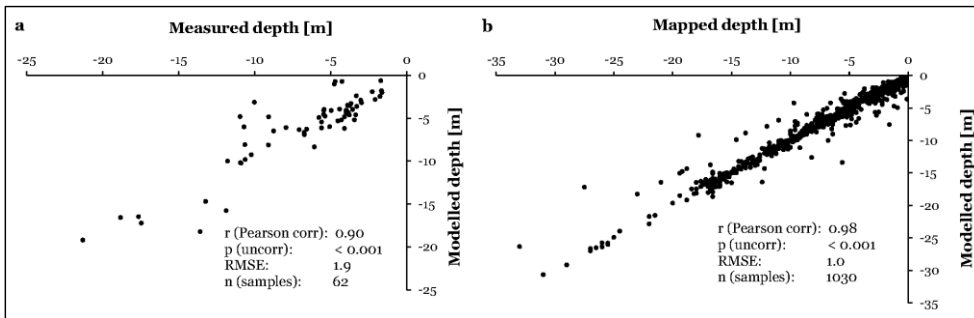 a
Measured depth [m]
-25 -20 -15 -10 -5 0
0
-5
-10
-15
-20
-25
Modelled depth [m]
r (Pearson corr): 0.90
p (uncorr): < 0.001
RMSE: 1.9
n (samples): 62
b
Mapped depth [m]
-35 -30 -25 -20 -15 -10 -5 0
0
-5
-10
-15
-20
-25
-30
-35
Modelled depth [m]
r (Pearson corr): 0.98
p (uncorr): < 0.001
RMSE: 1.0
n (samples): 1030